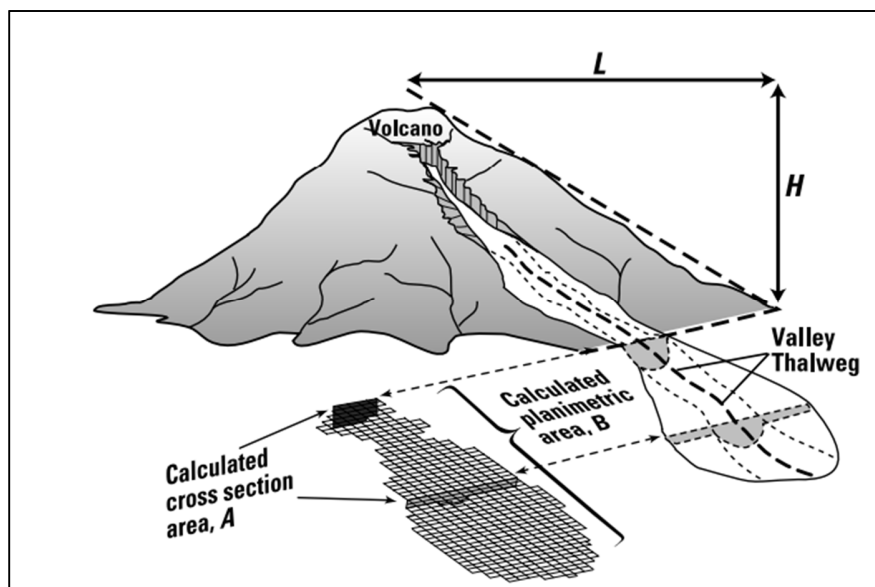 L
Volcano
H
Valley
Thalweg
Calculated
planimetric
area, B
Calculated
cross section
area, A